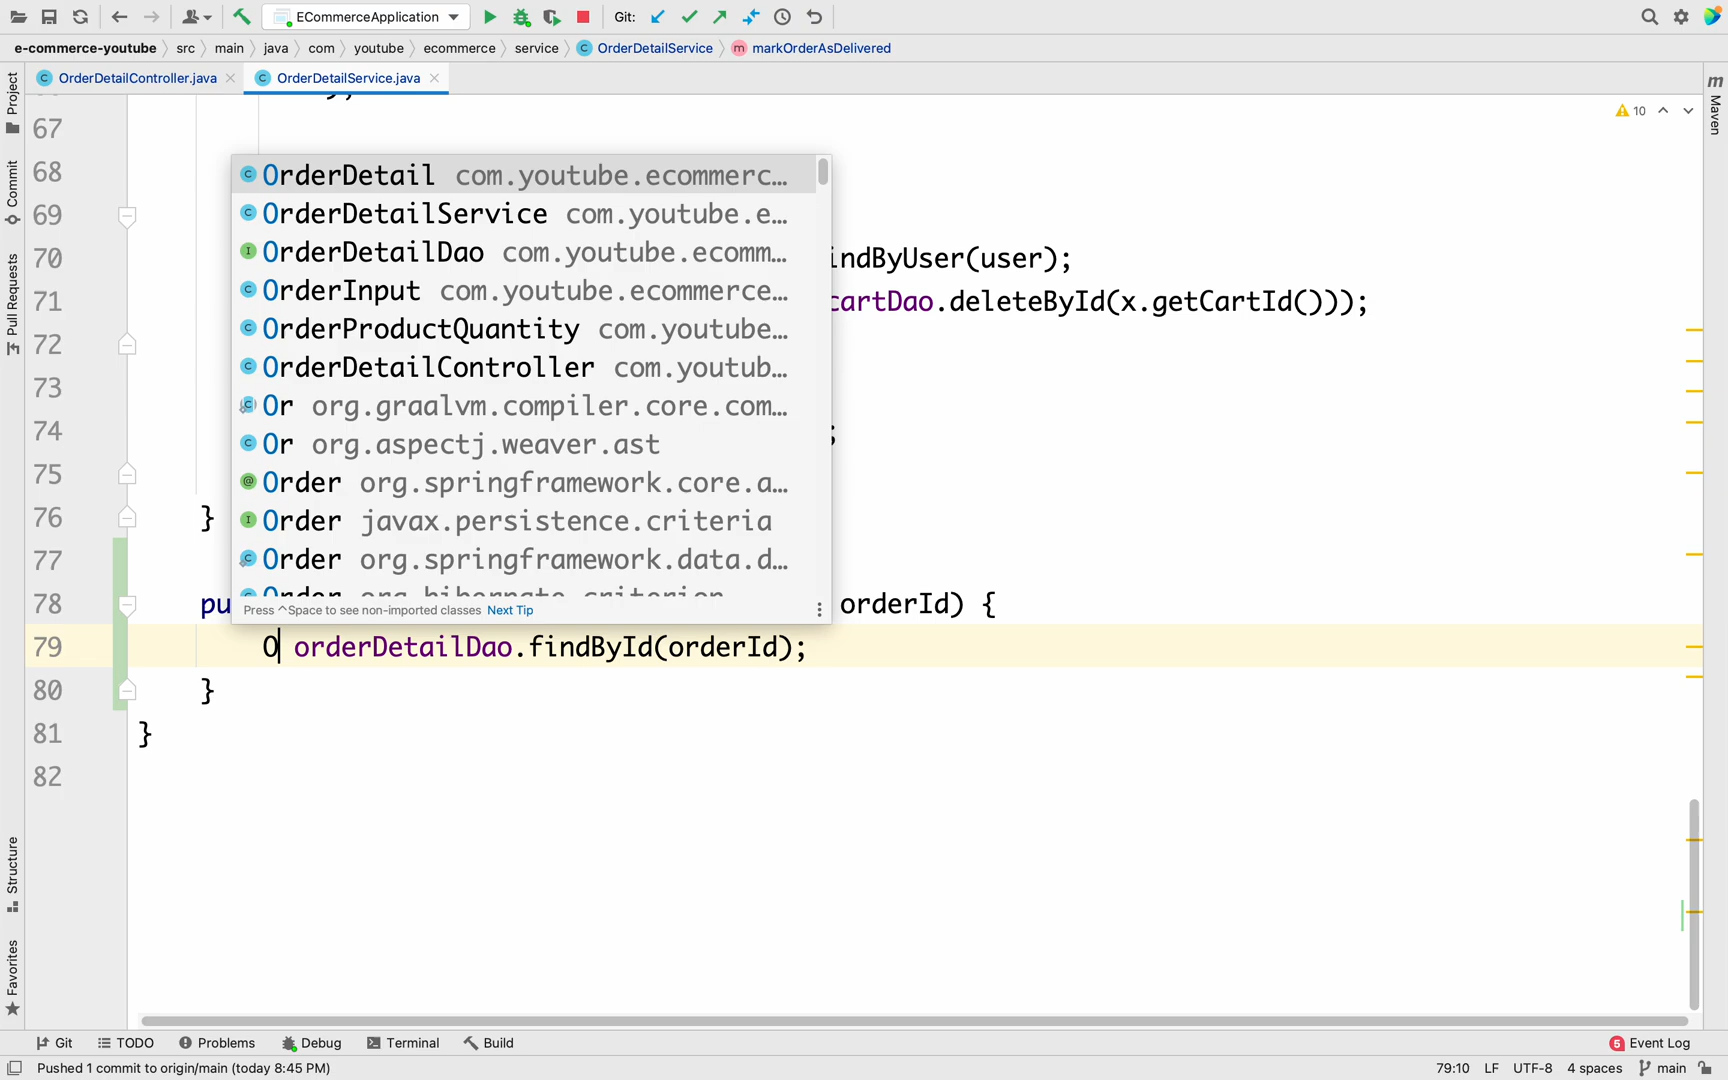 ECommerceApplication
Git:
e-commerce-youtube
src
main
java
com
youtube
ecommerce
service
OrderDetailService
markOrderAsDelivered
OrderDetailController.java
OrderDetailService.java
Project
Commit
Pull Requests
Structure
Favorites
m
Maven
10
67
68
69
70 indByUser(user);
71 cartDao.deleteById(x.getCartId()));
72
73
74 ;
75
76 }
77
78 pu orderId) {
79 O orderDetailDao.findById(orderId);
80 }
81 }
82
OrderDetail com.youtube.ecommerc…
OrderDetailService com.youtube.e…
OrderDetailDao com.youtube.ecomm…
OrderInput com.youtube.ecommerce…
OrderProductQuantity com.youtube…
OrderDetailController com.youtub…
Or org.graalvm.compiler.core.com…
Or org.aspectj.weaver.ast
Order org.springframework.core.a…
Order javax.persistence.criteria
Order org.springframework.data.d…
Order org.hibernate.criterion
Press ^Space to see non-imported classes Next Tip
Git
TODO
Problems
Debug
Terminal
Build
5 Event Log
Pushed 1 commit to origin/main (today 8:45 PM)
79:10 LF UTF-8 4 spaces main